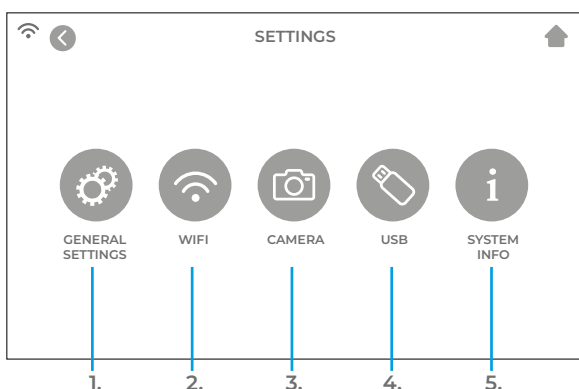 SETTINGS
GENERAL
SETTINGS
WIFI
CAMERA
USB
SYSTEM
INFO
1.
2.
3.
4.
5.